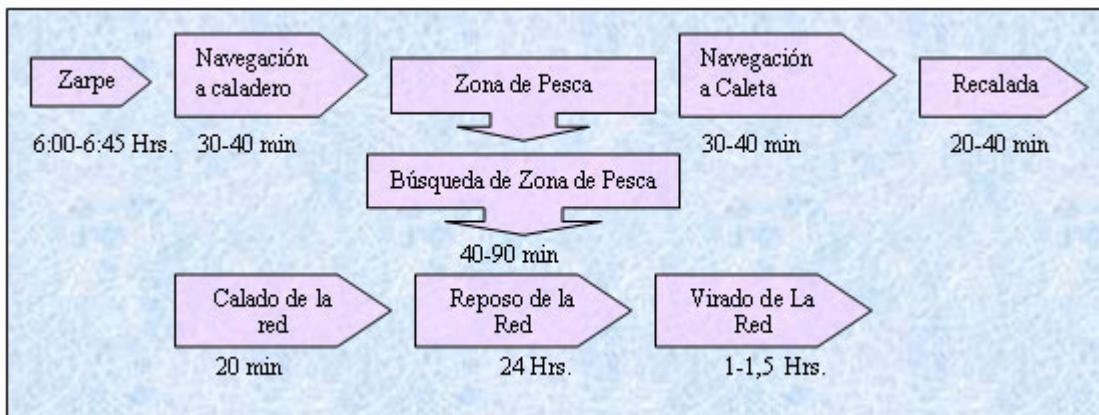 Zarpe
6:00-6:45 Hrs.
Navegación
a caladero
30-40 min
Zona de Pesca
Navegación
a Caleta
30-40 min
Recalada
20-40 min
Búsqueda de Zona de Pesca
40-90 min
Calado de la
red
20 min
Reposo de la
Red
24 Hrs.
Virado de La
Red
1-1,5 Hrs.